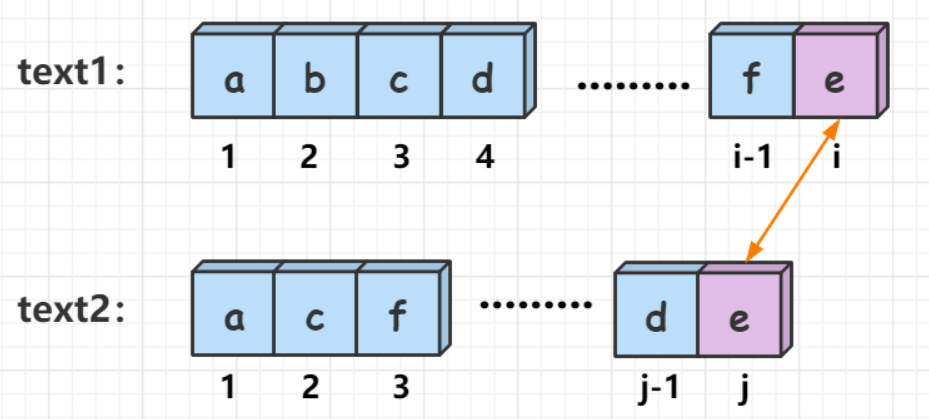 text1: a b c d ......... f e
1 2 3 4 i-1 i
text2: a c f ......... d e
1 2 3 j-1 j